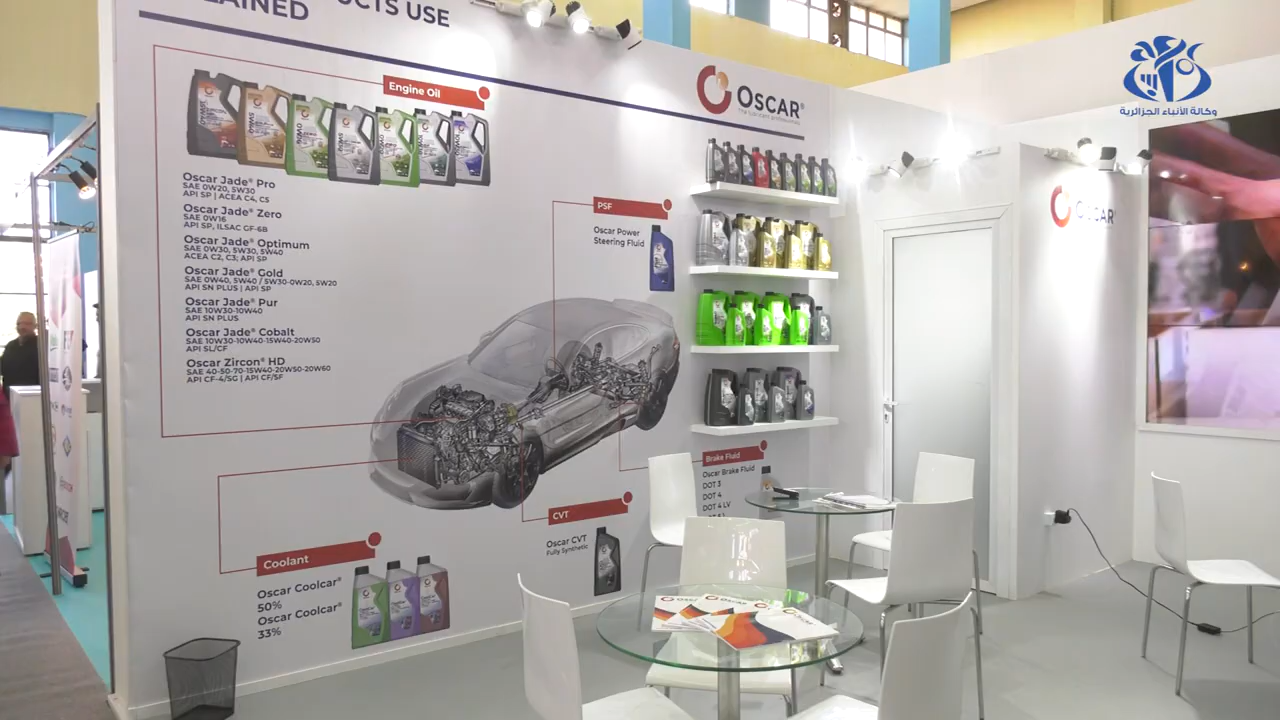 UCTS USE
AINED
Engine Oil
OSCAR®
The lubricant professionals
وكالة الأنباء الجزائرية
Oscar Jade® Pro
SAE 0W20, 5W30
API SP | ACEA C4, C5
Oscar Jade® Zero
SAE 0W16
API SP, ILSAC GF-6B
Oscar Jade® Optimum
SAE 0W30, 5W30, 5W40
ACEA C2, C3; API SP
Oscar Jade® Gold
SAE 0W40, 5W40 / 5W30-0W20, 5W20
API SN PLUS | API SP
Oscar Jade® Pur
SAE 10W30-10W40
API SN PLUS
Oscar Jade® Cobalt
SAE 10W30-10W40-15W40-20W50
API SL/CF
Oscar Zircon® HD
SAE 40-50-70-15W40-20W50-20W60
API CF-4/SG | API CF/SF
PSF
Oscar Power
Steering Fluid
OSCAR
Brake Fluid
Oscar Brake Fluid
DOT 3
DOT 4
DOT 4 LV
CVT
Oscar CVT
Fully Synthetic
Coolant
Oscar Coolcar®
50%
Oscar Coolcar®
33%
OSCAR